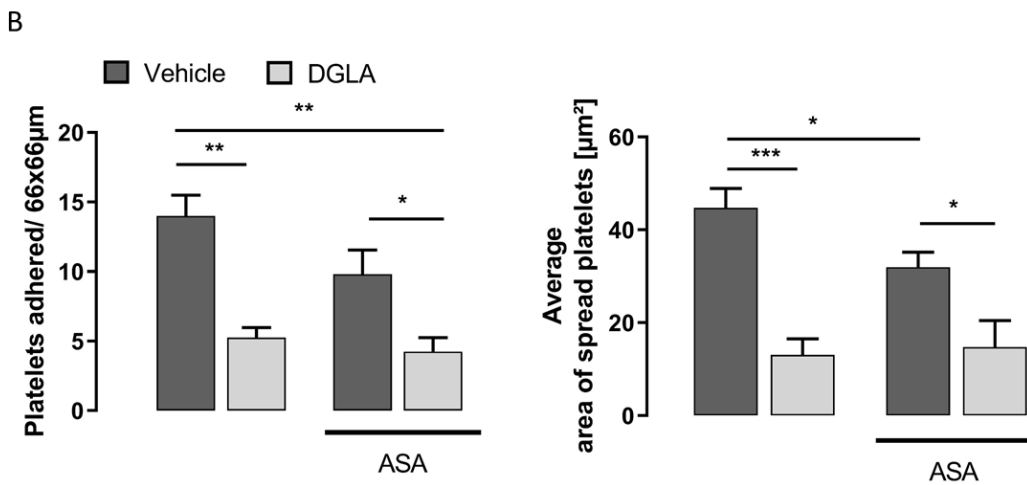 B
Vehicle DGLA
Platelets adhered/ 66x66µm
20
15
10
5
0
**
**
*
ASA
Average
area of spread platelets [µm²]
60
40
20
0
*
***
*
ASA